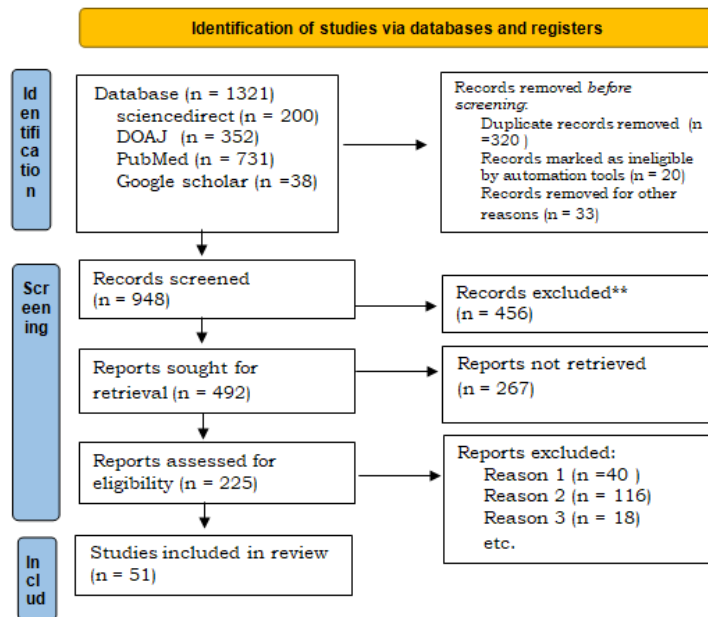 Identification of studies via databases and registers
Id
en
tifi
ca
tio
n
Database (n = 1321)
sciencedirect (n = 200)
DOAJ (n = 352)
PubMed (n = 731)
Google scholar (n =38)
Records removed before
screening:
Duplicate records removed (n
=320 )
Records marked as ineligible
by automation tools (n = 20)
Records removed for other
reasons (n = 33)
Scr
een
ing
Records screened
(n = 948)
Records excluded**
(n = 456)
Reports sought for
retrieval (n = 492)
Reports not retrieved
(n = 267)
Reports assessed for
eligibility (n = 225)
Reports excluded:
Reason 1 (n =40 )
Reason 2 (n = 116)
Reason 3 (n = 18)
etc.
In
cl
ud
Studies included in review
(n = 51)